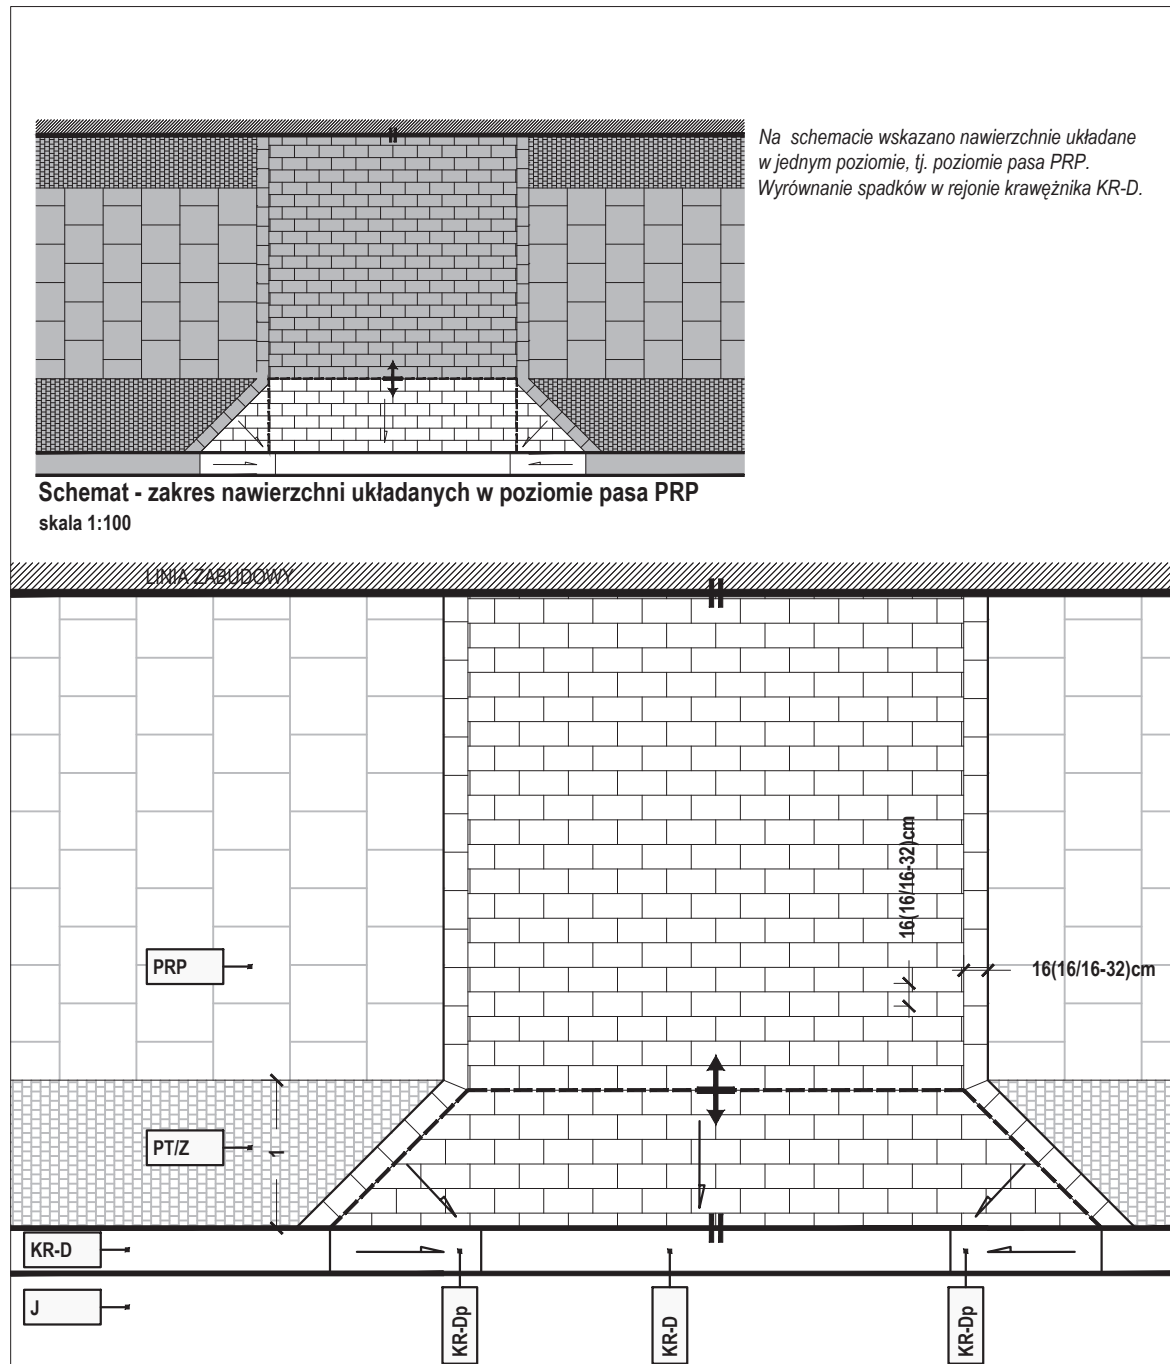 Na schemacie wskazano nawierzchnie układane
w jednym poziomie, tj. poziomie pasa PRP.
Wyrównanie spadków w rejonie krawężnika KR-D.
Schemat - zakres nawierzchni układanych w poziomie pasa PRP
skala 1:100
LINIA ZABUDOWY
16(16/16-32)cm
PRP
16(16/16-32)cm
PT/Z
1
KR-D
J
KR-Dp
KR-D
KR-Dp